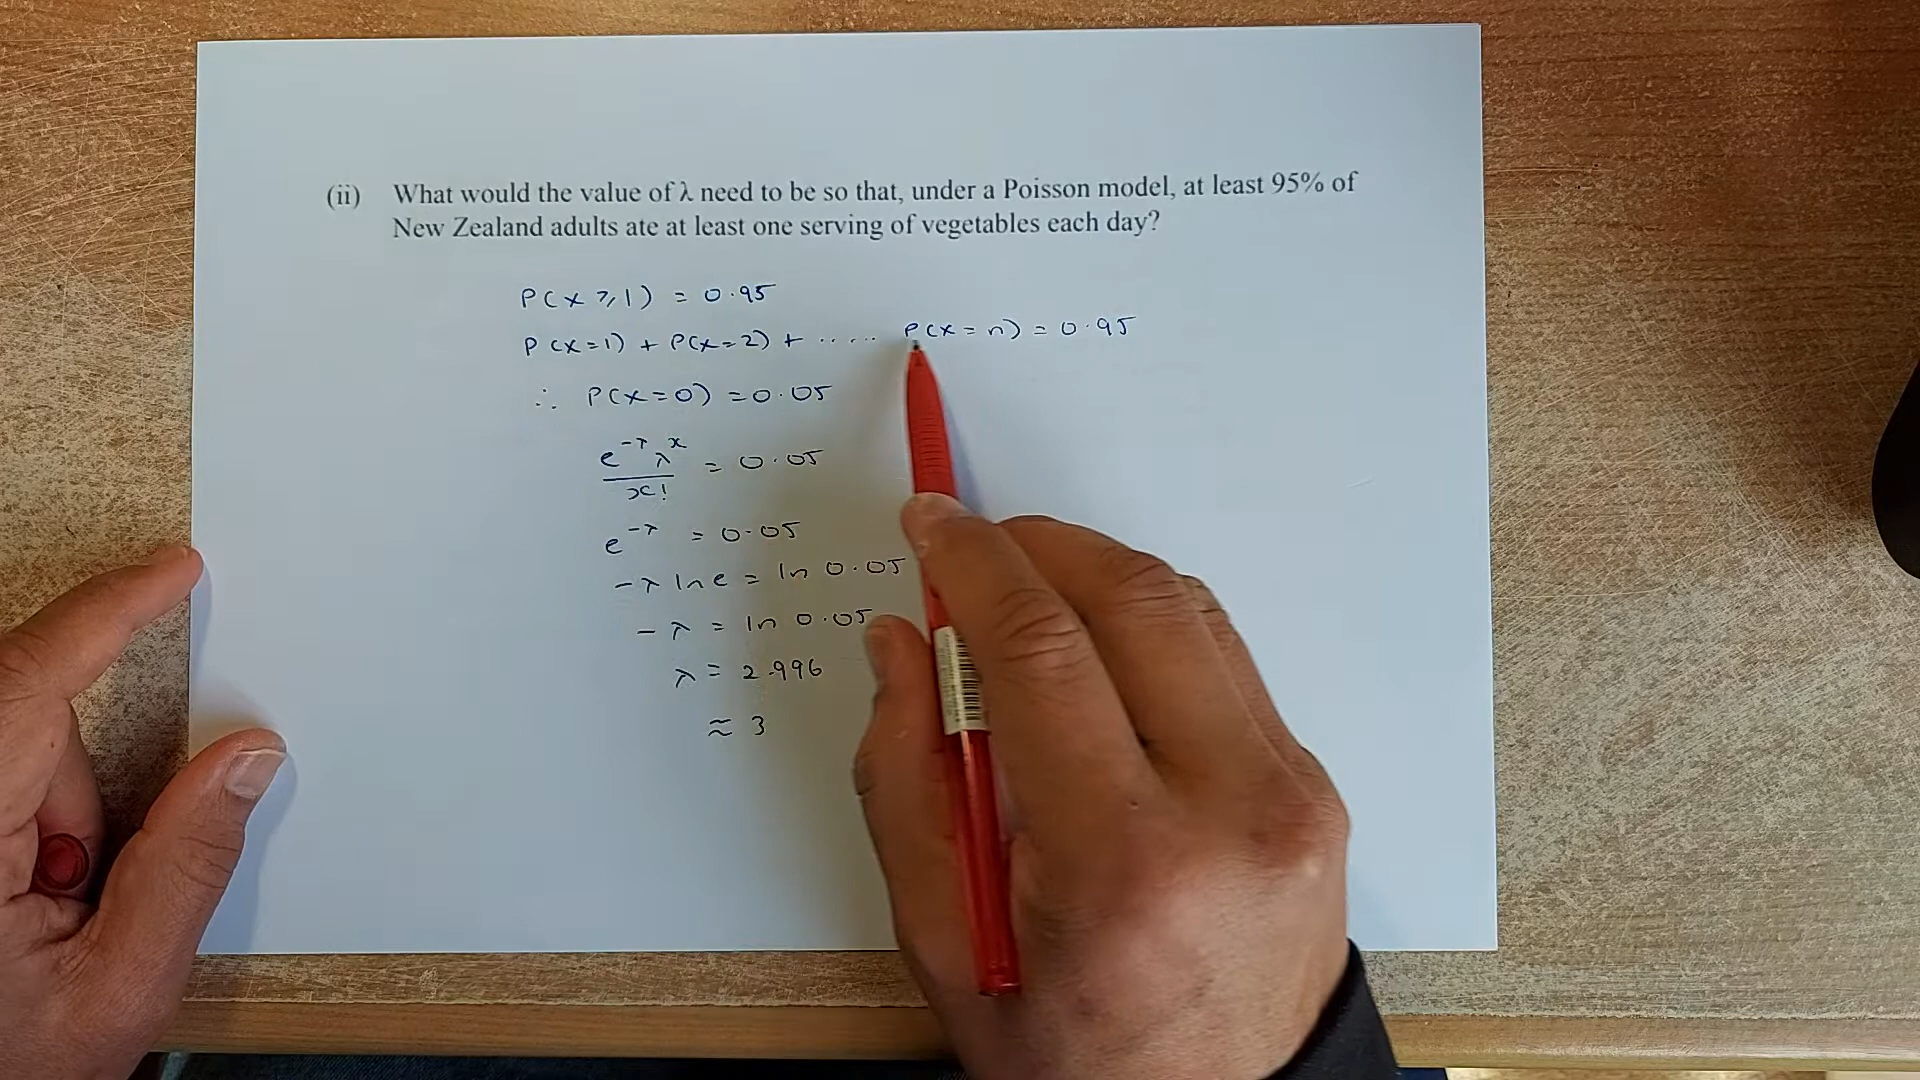 (ii) What would the value of λ need to be so that, under a Poisson model, at least 95% of
New Zealand adults ate at least one serving of vegetables each day?
P(x ⩾ 1) = 0.95
P(x=1) + P(x=2) + ..... P(x=n) = 0.95
∴ P(x=0) = 0.05
e^-λ λ^x / x! = 0.05
e^-λ = 0.05
-λ ln e = ln 0.05
-λ = ln 0.05
λ = 2.996
≈ 3